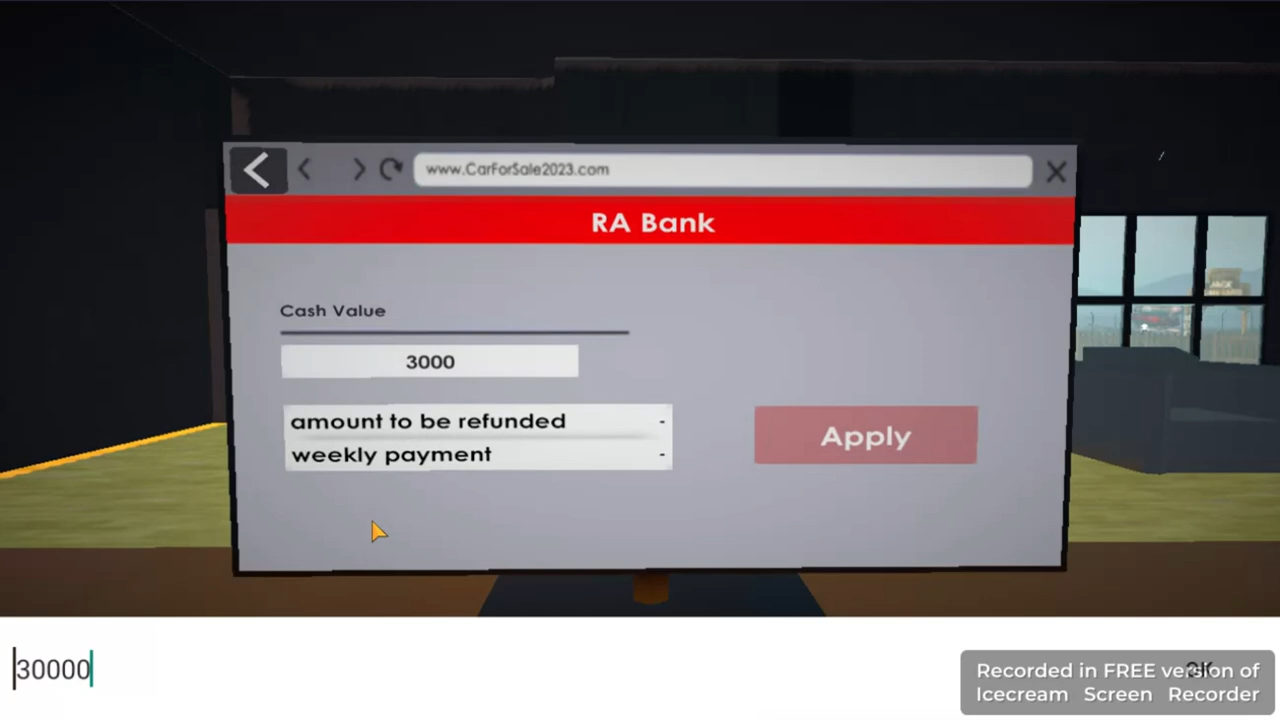 www.CarForSale2023.com
RA Bank
Cash Value
3000
amount to be refunded -
weekly payment -
Apply
30000
Recorded in FREE version of
Icecream Screen Recorder